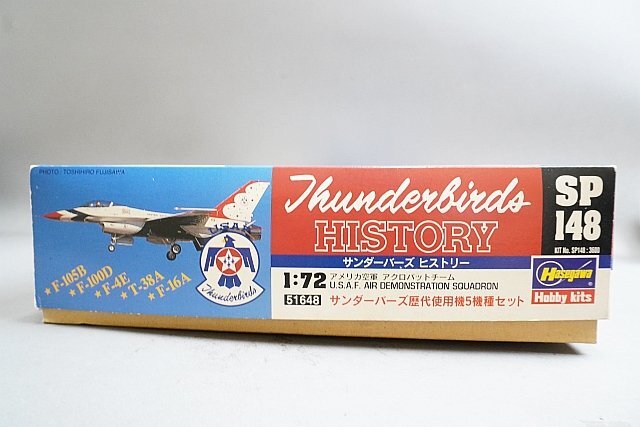 PHOTO / TOSHIHIRO FUJISAWA
USAF
Thunderbirds
★F-105B
★F-100D
★F-4E
★T-38A
★F-16A
Thunderbirds
HISTORY
サンダーバーズ ヒストリー
1:72
51648
アメリカ空軍 アクロバットチーム
U.S.A.F. AIR DEMONSTRATION SQUADRON
サンダーバーズ歴代使用機5機種セット
SP
148
KIT No. SP148:3600
Hasegawa
Hobby kits